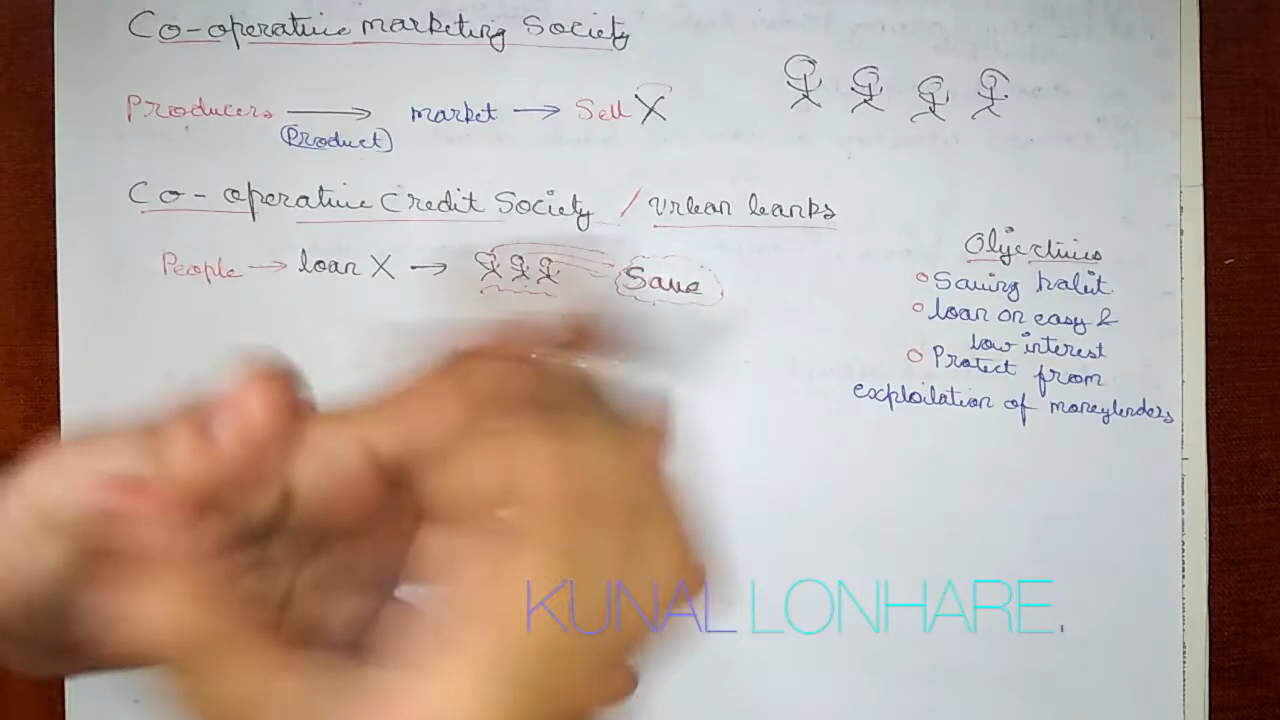 Co-operative marketing Society
Producers → market → Sell X
(Product)
Co-operative Credit Society / Urban banks
People → loan X → Save
Objectives
Saving habit
loan on easy &
low interest
Protect from
exploilation of moneylenders
KUNAL LONHARE